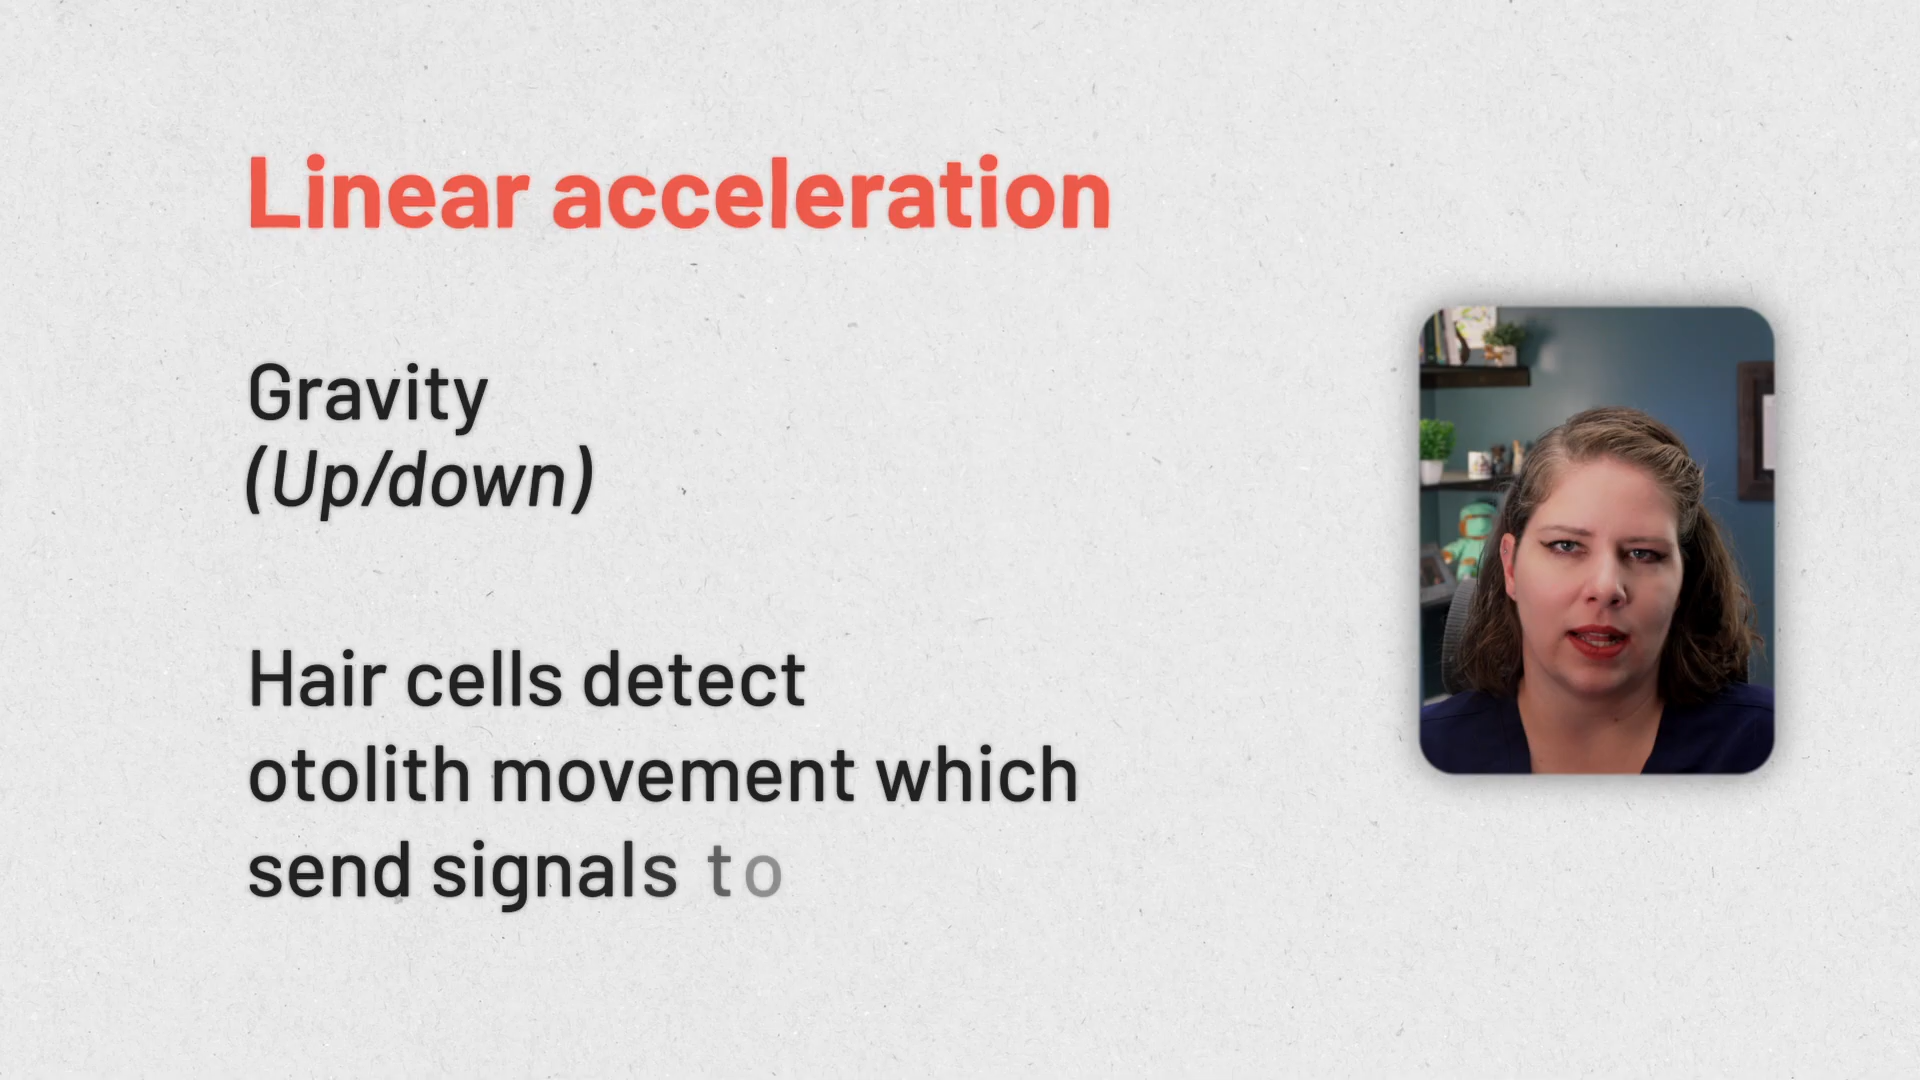 Linear acceleration
Gravity
(Up/down)
Hair cells detect
otolith movement which
send signals to